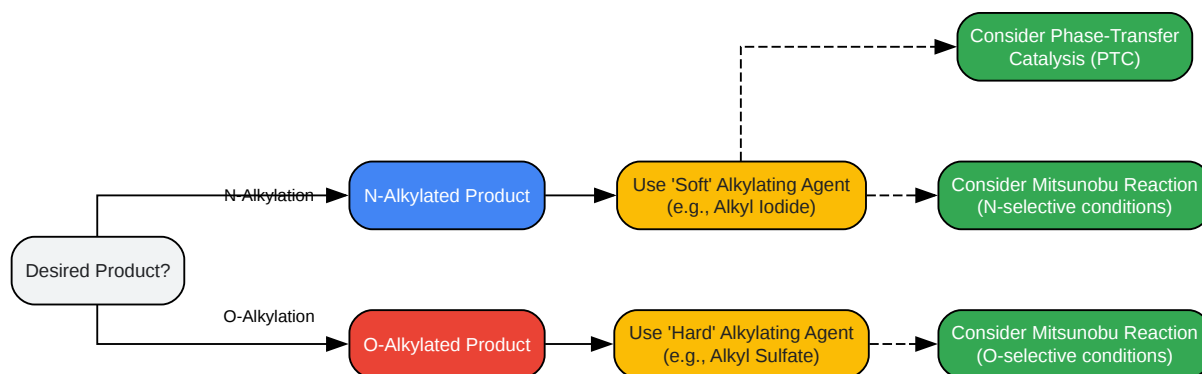 Consider Phase-Transfer
Catalysis (PTC)
N-Alkylation
N-Alkylated Product
Use 'Soft' Alkylating Agent
(e.g., Alkyl Iodide)
Consider Mitsunobu Reaction
(N-selective conditions)
Desired Product?
O-Alkylation
O-Alkylated Product
Use 'Hard' Alkylating Agent
(e.g., Alkyl Sulfate)
Consider Mitsunobu Reaction
(O-selective conditions)